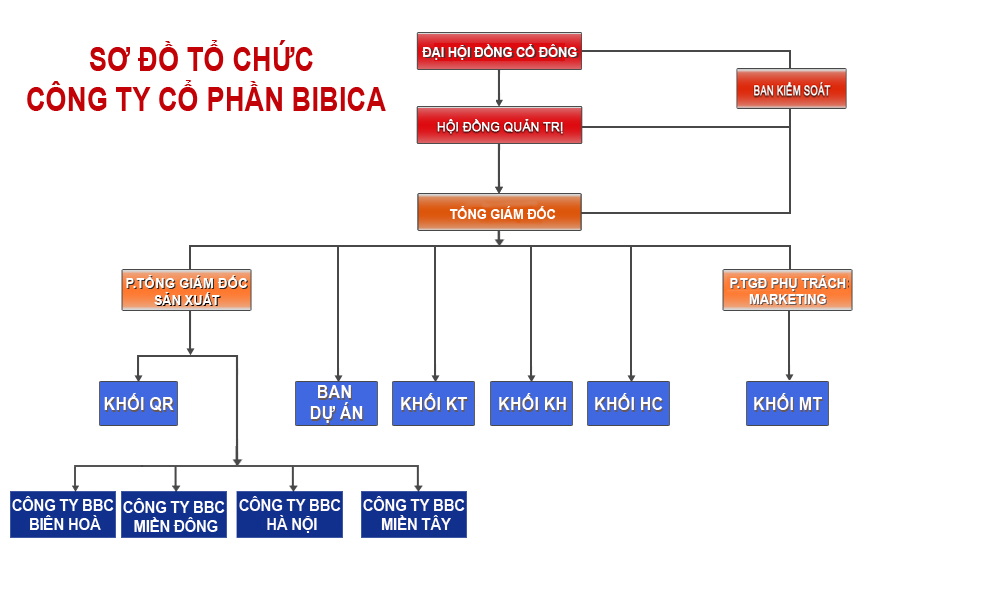 SƠ ĐỒ TỔ CHỨC
CÔNG TY CỔ PHẦN BIBICA
ĐẠI HỘI ĐỒNG CỔ ĐÔNG
BAN KIỂM SOÁT
HỘI ĐỒNG QUẢN TRỊ
TỔNG GIÁM ĐỐC
P.TỔNG GIÁM ĐỐC
SẢN XUẤT
P.TGĐ PHỤ TRÁCH
MARKETING
KHỐI QR
BAN
DỰ ÁN
KHỐI KT
KHỐI KH
KHỐI HC
KHỐI MT
CÔNG TY BBC
BIÊN HOÀ
CÔNG TY BBC
MIỀN ĐÔNG
CÔNG TY BBC
HÀ NỘI
CÔNG TY BBC
MIỀN TÂY